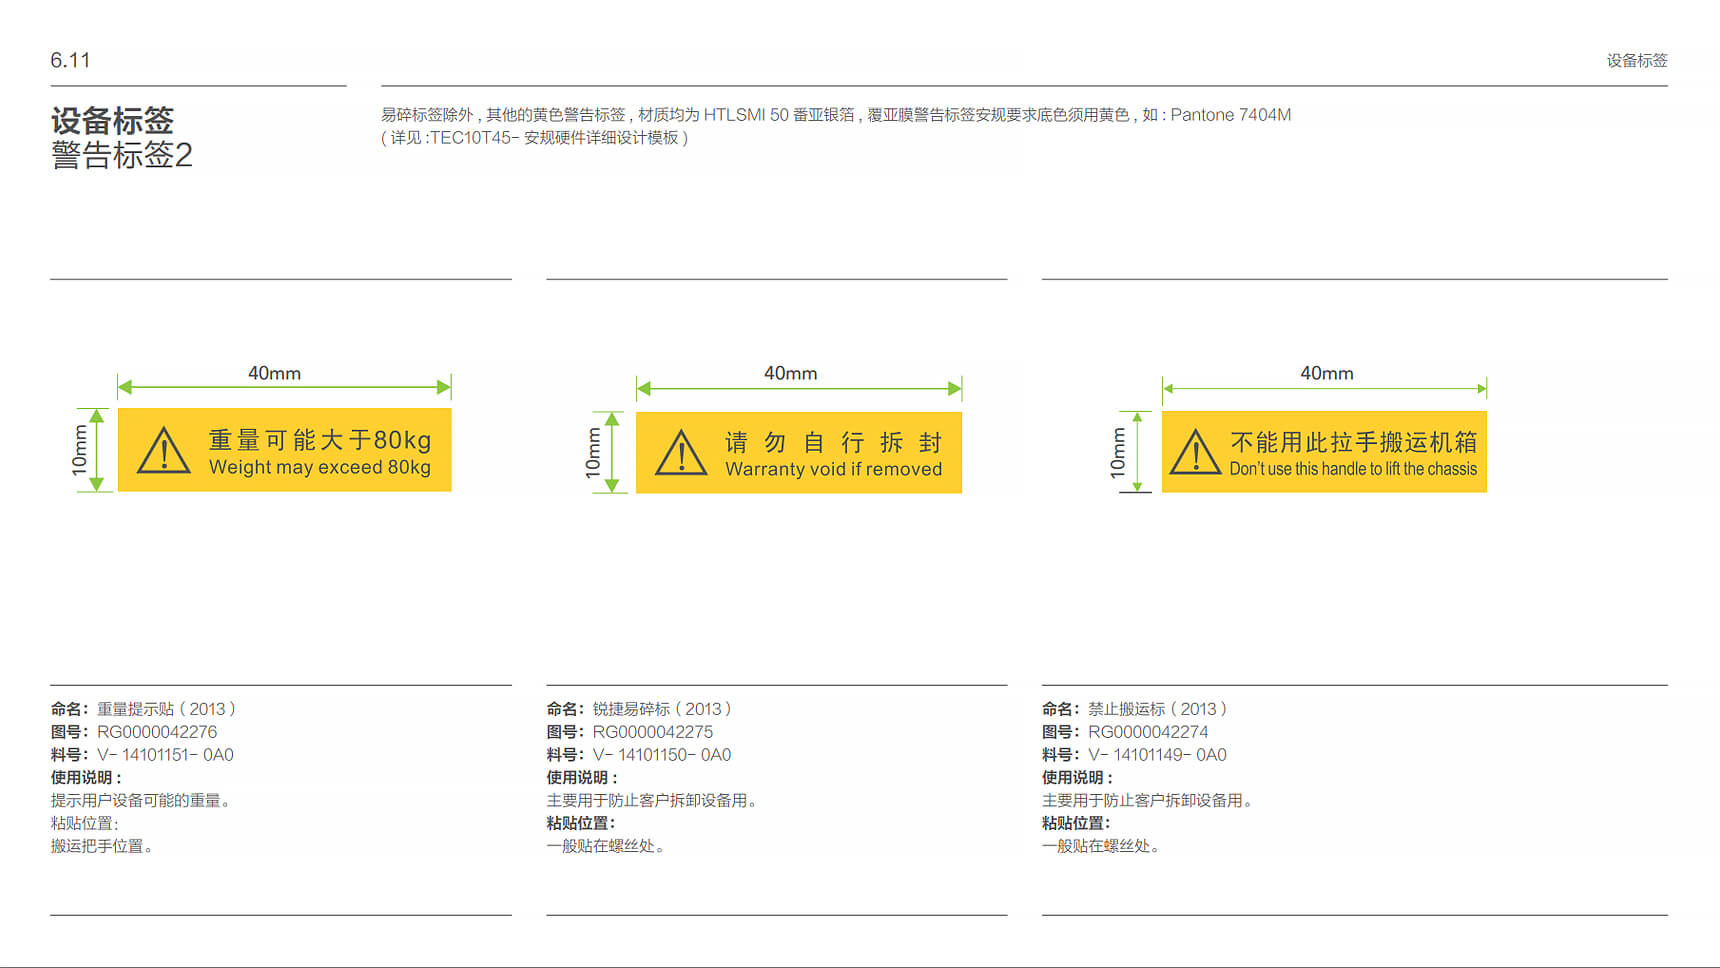 6.11
设备标签
设备标签
警告标签2
易碎标签除外 , 其他的黄色警告标签 , 材质均为 HTLSMI 50 番亚银箔 , 覆亚膜警告标签安规要求底色须用黄色 , 如 : Pantone 7404M
( 详见 :TEC10T45- 安规硬件详细设计模板 )
40mm
10mm
重量可能大于80kg
Weight may exceed 80kg
40mm
10mm
请勿自行拆封
Warranty void if removed
40mm
10mm
不能用此拉手搬运机箱
Don't use this handle to lift the chassis
命名：重量提示贴（2013）
图号：RG0000042276
料号：V- 14101151- 0A0
使用说明 :
提示用户设备可能的重量。
粘贴位置:
搬运把手位置。
命名：锐捷易碎标（2013）
图号：RG0000042275
料号：V- 14101150- 0A0
使用说明 :
主要用于防止客户拆卸设备用。
粘贴位置：
一般贴在螺丝处。
命名：禁止搬运标（2013）
图号：RG0000042274
料号：V- 14101149- 0A0
使用说明 :
主要用于防止客户拆卸设备用。
粘贴位置：
一般贴在螺丝处。